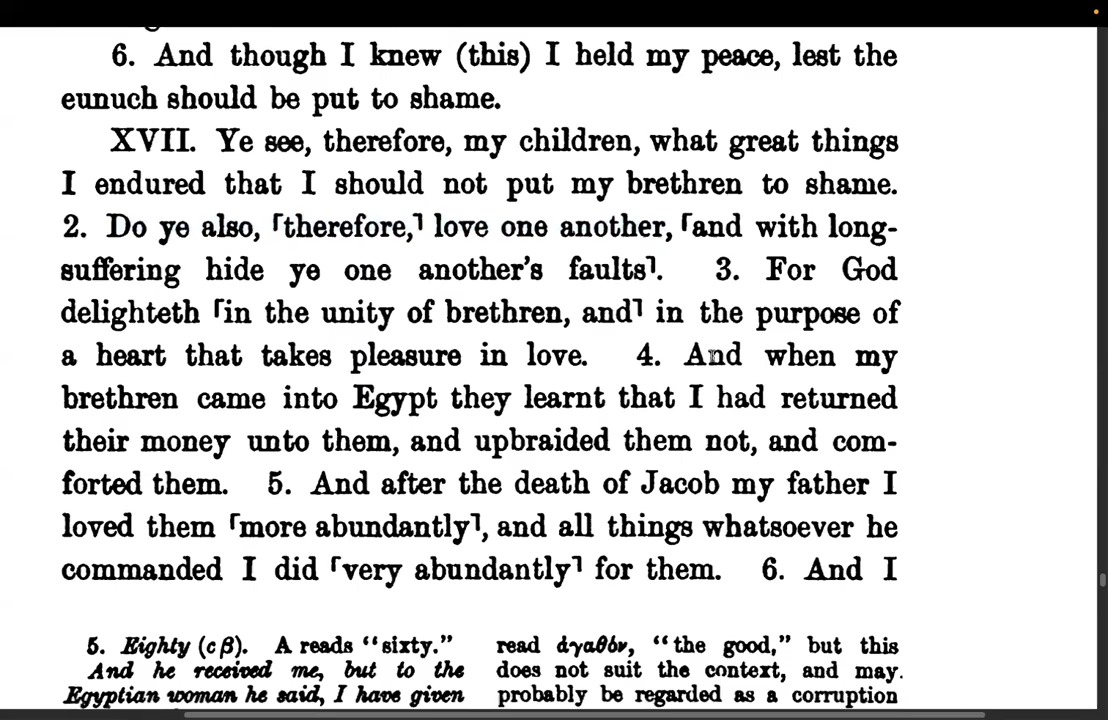 6. And though I knew (this) I held my peace, lest the
eunuch should be put to shame.
XVII. Ye see, therefore, my children, what great things
I endured that I should not put my brethren to shame.
2. Do ye also, ⌜therefore,⌝ love one another, ⌜and with long-
suffering hide ye one another's faults⌝. 3. For God
delighteth ⌜in the unity of brethren, and⌝ in the purpose of
a heart that takes pleasure in love. 4. And when my
brethren came into Egypt they learnt that I had returned
their money unto them, and upbraided them not, and com-
forted them. 5. And after the death of Jacob my father I
loved them ⌜more abundantly⌝, and all things whatsoever he
commanded I did ⌜very abundantly⌝ for them. 6. And I
5. Eighty (c β). A reads "sixty."
And he received me, but to the
Egyptian woman he said, I have given
read ἀγαθόν, "the good," but this
does not suit the context, and may
probably be regarded as a corruption